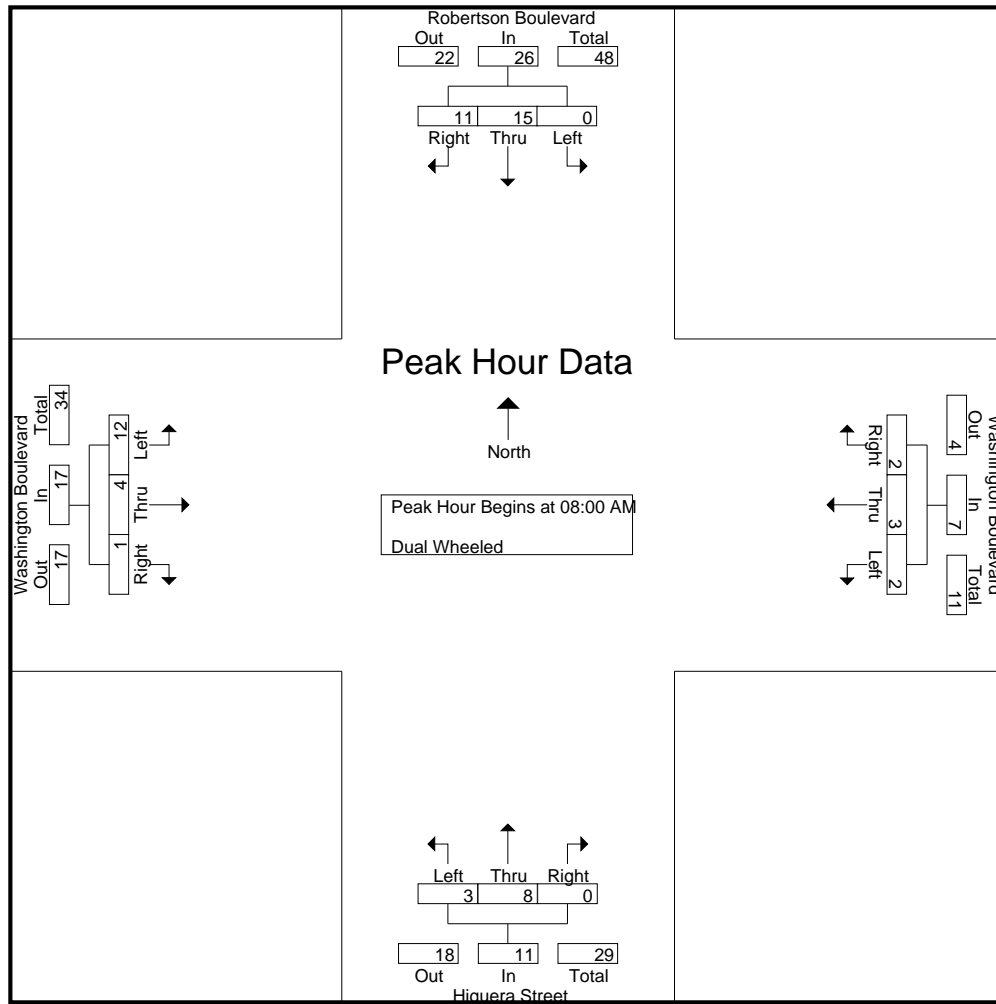 Robertson Boulevard
Out In Total
22 26 48
11 15 0
Right Thru Left
Peak Hour Data
North
Peak Hour Begins at 08:00 AM
Dual Wheeled
Washington Boulevard
Total In Out
34 17 17
12 4 1
Left Thru Right
Washington Boulevard
Out In Total
4 7 11
2 3 2
Right Thru Left
Left Thru Right
3 8 0
18 11 29
Out In Total
Higuera Street